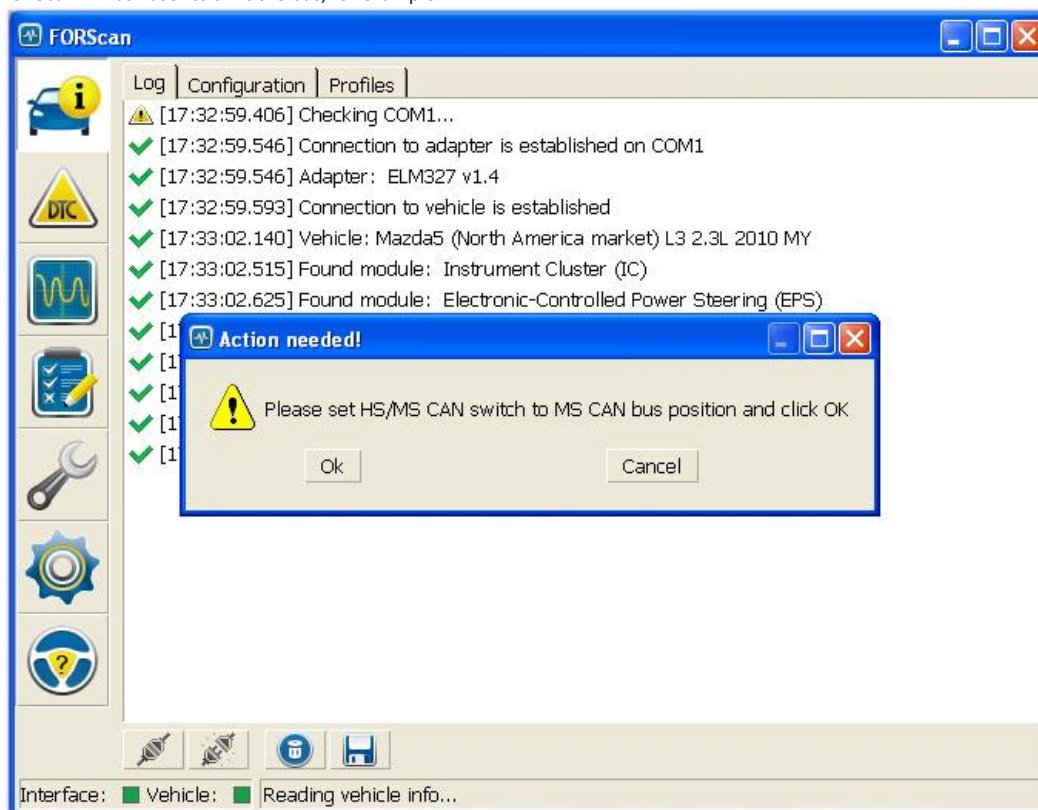 FORScan
Log Configuration Profiles
[17:32:59.406] Checking COM1...
[17:32:59.546] Connection to adapter is established on COM1
[17:32:59.546] Adapter: ELM327 v1.4
[17:32:59.593] Connection to vehicle is established
[17:33:02.140] Vehicle: Mazda5 (North America market) L3 2.3L 2010 MY
[17:33:02.515] Found module: Instrument Cluster (IC)
[17:33:02.625] Found module: Electronic-Controlled Power Steering (EPS)
Action needed!
Please set HS/MS CAN switch to MS CAN bus position and click OK
Ok Cancel
i
DTC
?
Interface: Vehicle: Reading vehicle info...